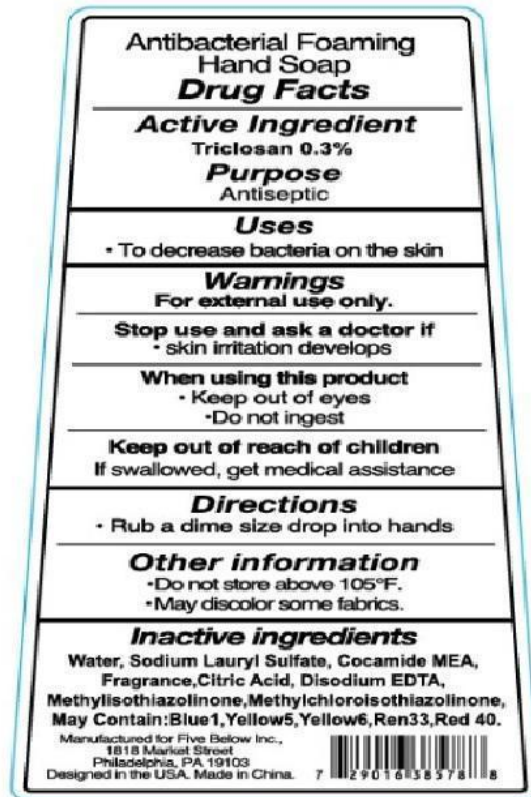 Antibacterial Foaming
Hand Soap
Drug Facts
Active Ingredient
Triclosan 0.3%
Purpose
Antiseptic
Uses
• To decrease bacteria on the skin
Warnings
For external use only.
Stop use and ask a doctor if
• skin irritation develops
When using this product
• Keep out of eyes
•Do not ingest
Keep out of reach of children
If swallowed, get medical assistance
Directions
• Rub a dime size drop into hands
Other information
•Do not store above 105°F.
•May discolor some fabrics.
Inactive ingredients
Water, Sodium Lauryl Sulfate, Cocamide MEA,
Fragrance,Citric Acid, Disodium EDTA,
Methylisothiazolinone,Methylchloroisothiazolinone,
May Contain:Blue1,Yellow5,Yellow6,Ren33,Red 40.
Manufactured for Five Below Inc.,
1818 Market Street
Philadelphia, PA 19103
Designed in the USA. Made in China.
7 29016 38578 8